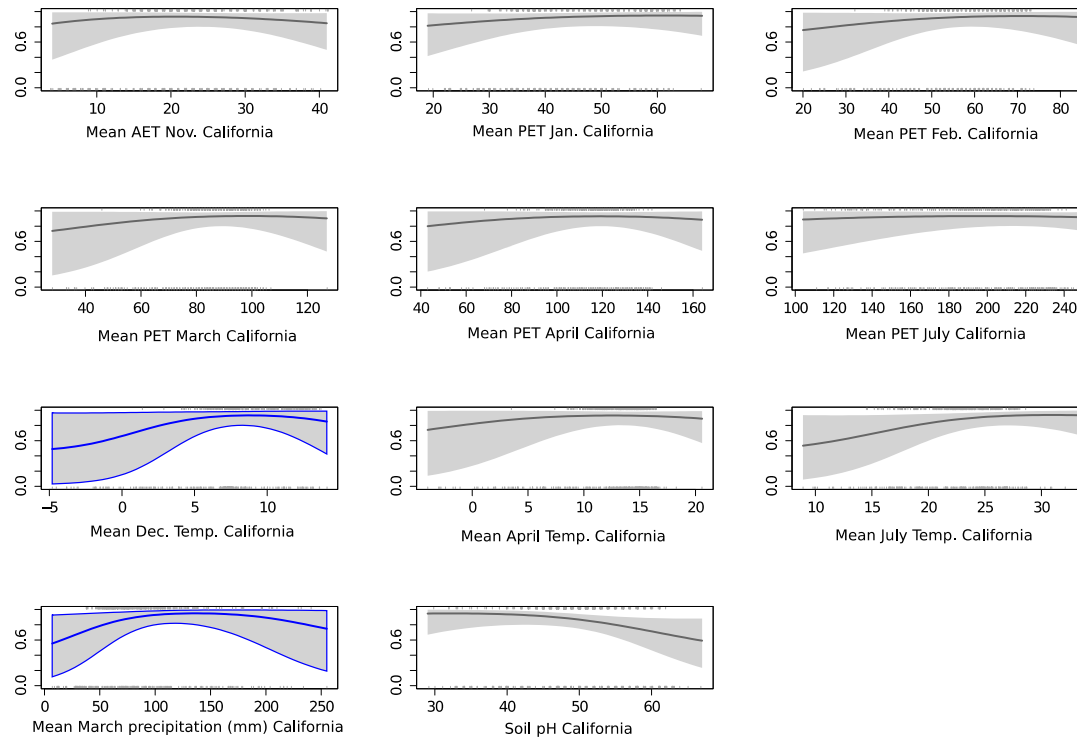 0.0 0.6
10 20 30 40
Mean AET Nov. California
0.0 0.6
20 30 40 50 60
Mean PET Jan. California
0.0 0.6
20 30 40 50 60 70 80
Mean PET Feb. California
0.0 0.6
40 60 80 100 120
Mean PET March California
0.0 0.6
40 60 80 100 120 140 160
Mean PET April California
0.0 0.6
100 120 140 160 180 200 220 240
Mean PET July California
0.0 0.6
−5 0 5 10
Mean Dec. Temp. California
0.0 0.6
0 5 10 15 20
Mean April Temp. California
0.0 0.6
10 15 20 25 30
Mean July Temp. California
0.0 0.6
0 50 100 150 200 250
Mean March precipitation (mm) California
0.0 0.6
30 40 50 60
Soil pH California